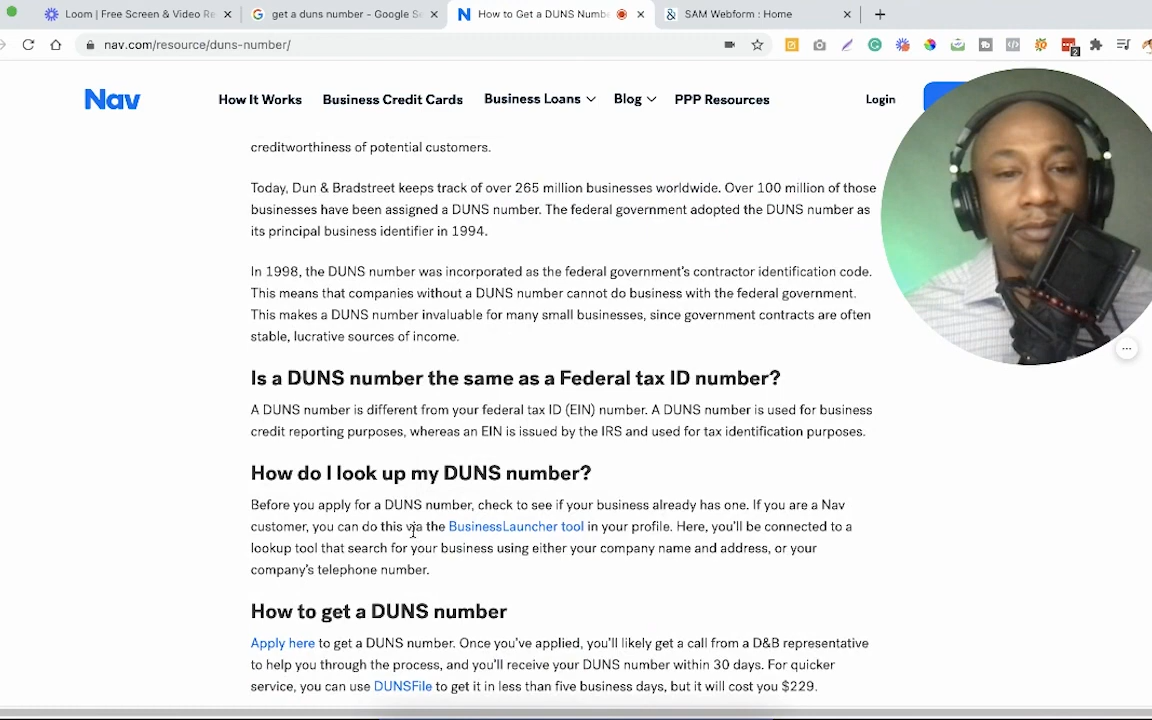 Loom | Free Screen & Video Re
get a duns number - Google Se
How to Get a DUNS Numb
SAM Webform : Home
nav.com/resource/duns-number/
2
Nav
How It Works
Business Credit Cards
Business Loans
Blog
PPP Resources
Login
creditworthiness of potential customers.
Today, Dun & Bradstreet keeps track of over 265 million businesses worldwide. Over 100 million of those
businesses have been assigned a DUNS number. The federal government adopted the DUNS number as
its principal business identifier in 1994.
In 1998, the DUNS number was incorporated as the federal government's contractor identification code.
This means that companies without a DUNS number cannot do business with the federal government.
This makes a DUNS number invaluable for many small businesses, since government contracts are often
stable, lucrative sources of income.
Is a DUNS number the same as a Federal tax ID number?
A DUNS number is different from your federal tax ID (EIN) number. A DUNS number is used for business
credit reporting purposes, whereas an EIN is issued by the IRS and used for tax identification purposes.
How do I look up my DUNS number?
Before you apply for a DUNS number, check to see if your business already has one. If you are a Nav
customer, you can do this via the BusinessLauncher tool in your profile. Here, you'll be connected to a
lookup tool that search for your business using either your company name and address, or your
company's telephone number.
How to get a DUNS number
Apply here to get a DUNS number. Once you've applied, you'll likely get a call from a D&B representative
to help you through the process, and you'll receive your DUNS number within 30 days. For quicker
service, you can use DUNSFile to get it in less than five business days, but it will cost you $229.